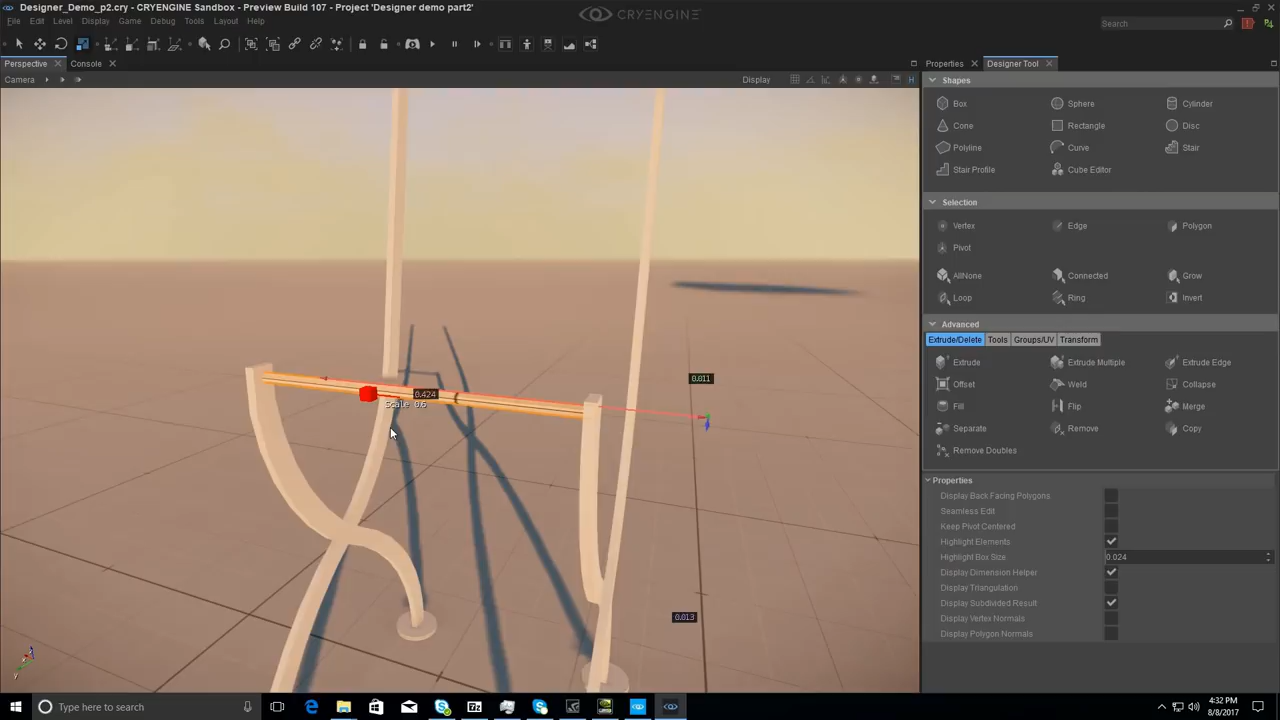 Designer_Demo_p2.cry - CRYENGINE Sandbox - Preview Build 107 - Project 'Designer demo part2'
CRYENGINE
File Edit Level Display Game Debug Tools Layout Help
Search
Perspective Console
Properties Designer Tool
Camera
Display
Shapes
Box Sphere Cylinder
Cone Rectangle Disc
Polyline Curve Stair
Stair Profile Cube Editor
Selection
Vertex Edge Polygon
Pivot
AllNone Connected Grow
Loop Ring Invert
Advanced
Extrude/Delete Tools Groups/UV Transform
Extrude Extrude Multiple Extrude Edge
Offset Weld Collapse
Fill Flip Merge
Separate Remove Copy
Remove Doubles
Properties
Display Back Facing Polygons
Seamless Edit
Keep Pivot Centered
Highlight Elements
Highlight Box Size 0.024
Display Dimension Helper
Display Triangulation
Display Subdivided Result
Display Vertex Normals
Display Polygon Normals
0.011
0.424
Scale 0.6
0.013
Type here to search
4:32 PM
8/8/2017